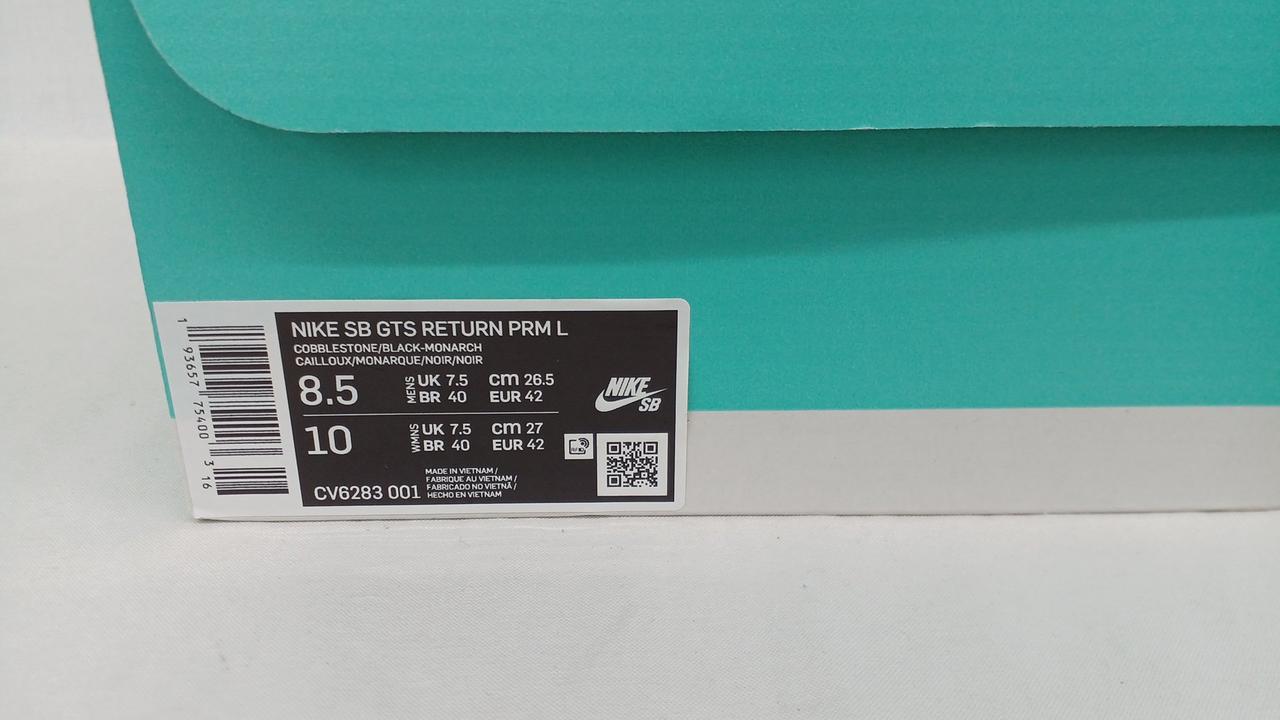 NIKE SB GTS RETURN PRM L
COBBLESTONE/BLACK-MONARCH
CAILLOUX/MONARQUE/NOIR/NOIR
8.5 MENS UK 7.5 cm 26.5
BR 40 EUR 42
10 WMNS UK 7.5 cm 27
BR 40 EUR 42
CV6283 001
MADE IN VIETNAM /
FABRIQUE AU VIETNAM /
FABRICADO NO VIETNÃ /
HECHO EN VIETNAM
NIKE
SB
1 93657 75400 3 16